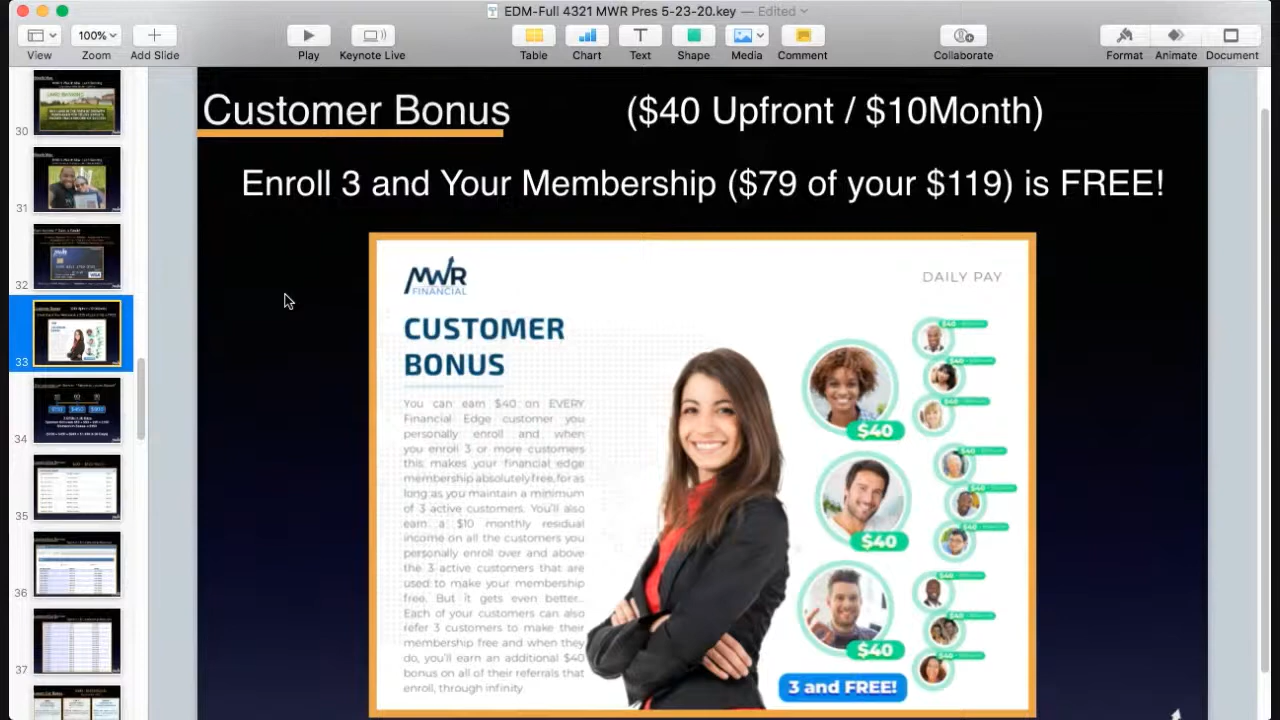 EDM-Full 4321 MWR Pres 5-23-20.key — Edited
100%
View
Zoom
Add Slide
Play
Keynote Live
Table
Chart
Text
Shape
Media
Comment
Collaborate
Format
Animate
Document
30
31
32
33
34
35
36
37
Customer Bonus ($40 Upfront / $10Month)
Enroll 3 and Your Membership ($79 of your $119) is FREE!
MWR
FINANCIAL
DAILY PAY
CUSTOMER
BONUS
You can earn $40 on EVERY
Financial Edge customer you
personally enroll and when
you enroll 3 or more customers
this makes your financial edge
membership absolutely free, for as
long as you maintain a minimum
of 3 active customers. You'll also
earn a $10 monthly residual
income on all the customers you
personally enroll over and above
the 3 active customers that are
used to make your membership
free. But it gets even better...
Each of your customers can also
refer 3 customers to make their
membership free and when they
do, you'll earn an additional $40
bonus on all of their referrals that
enroll, through infinity
$40
$40
$40
$40
$40
$40
$40
$40
$40
$40
$40
$40
3 and FREE!